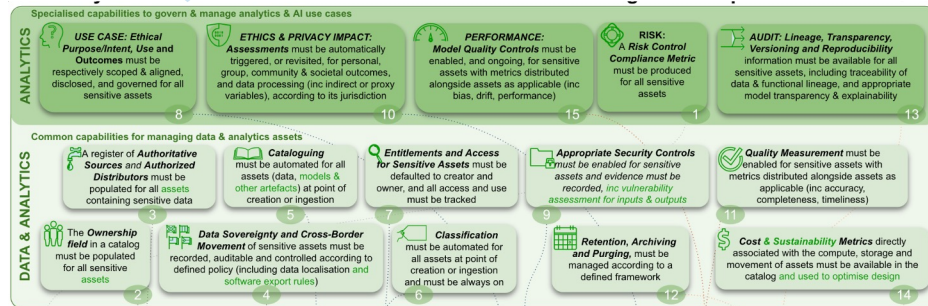 Specialised capabilities to govern & manage analytics & AI use cases
ANALYTICS
USE CASE: Ethical
Purpose/Intent, Use and
Outcomes must be
respectively scoped & aligned,
disclosed, and governed for all
sensitive assets
8
ETHICS & PRIVACY IMPACT:
Assessments must be automatically
triggered, or revisited, for personal,
group, community & societal outcomes,
and data processing (inc indirect or proxy
variables), according to its jurisdiction
10
PERFORMANCE:
Model Quality Controls must be
enabled, and ongoing, for sensitive
assets with metrics distributed
alongside assets as applicable (inc
bias, drift, performance)
15
RISK:
A Risk Control
Compliance Metric
must be produced
for all sensitive
assets
1
AUDIT: Lineage, Transparency,
Versioning and Reproducibility
information must be available for all
sensitive assets, including traceability of
data & functional lineage, and appropriate
model transparency & explainability
13
Common capabilities for managing data & analytics assets
DATA & ANALYTICS
A register of Authoritative
Sources and Authorized
Distributors must be
populated for all assets
containing sensitive data
3
Cataloguing
must be automated for all
assets (data, models &
other artefacts) at point of
creation or ingestion
5
Entitlements and Access
for Sensitive Assets must be
defaulted to creator and
owner, and all access and use
must be tracked
7
Appropriate Security Controls
must be enabled for sensitive
assets and evidence must be
recorded, inc vulnerability
assessment for inputs & outputs
9
Quality Measurement must be
enabled for sensitive assets with
metrics distributed alongside assets as
applicable (inc accuracy,
completeness, timeliness)
11
The Ownership
field in a catalog
must be populated
for all sensitive
assets
2
Data Sovereignty and Cross-Border
Movement of sensitive assets must be
recorded, auditable and controlled according to
defined policy (including data localisation and
software export rules)
4
Classification
must be automated for
all assets at point of
creation or ingestion
and must be always on
6
Retention, Archiving
and Purging, must be
managed according to a
defined framework
12
Cost & Sustainability Metrics directly
associated with the compute, storage and
movement of assets must be available in the
catalog and used to optimise design
14